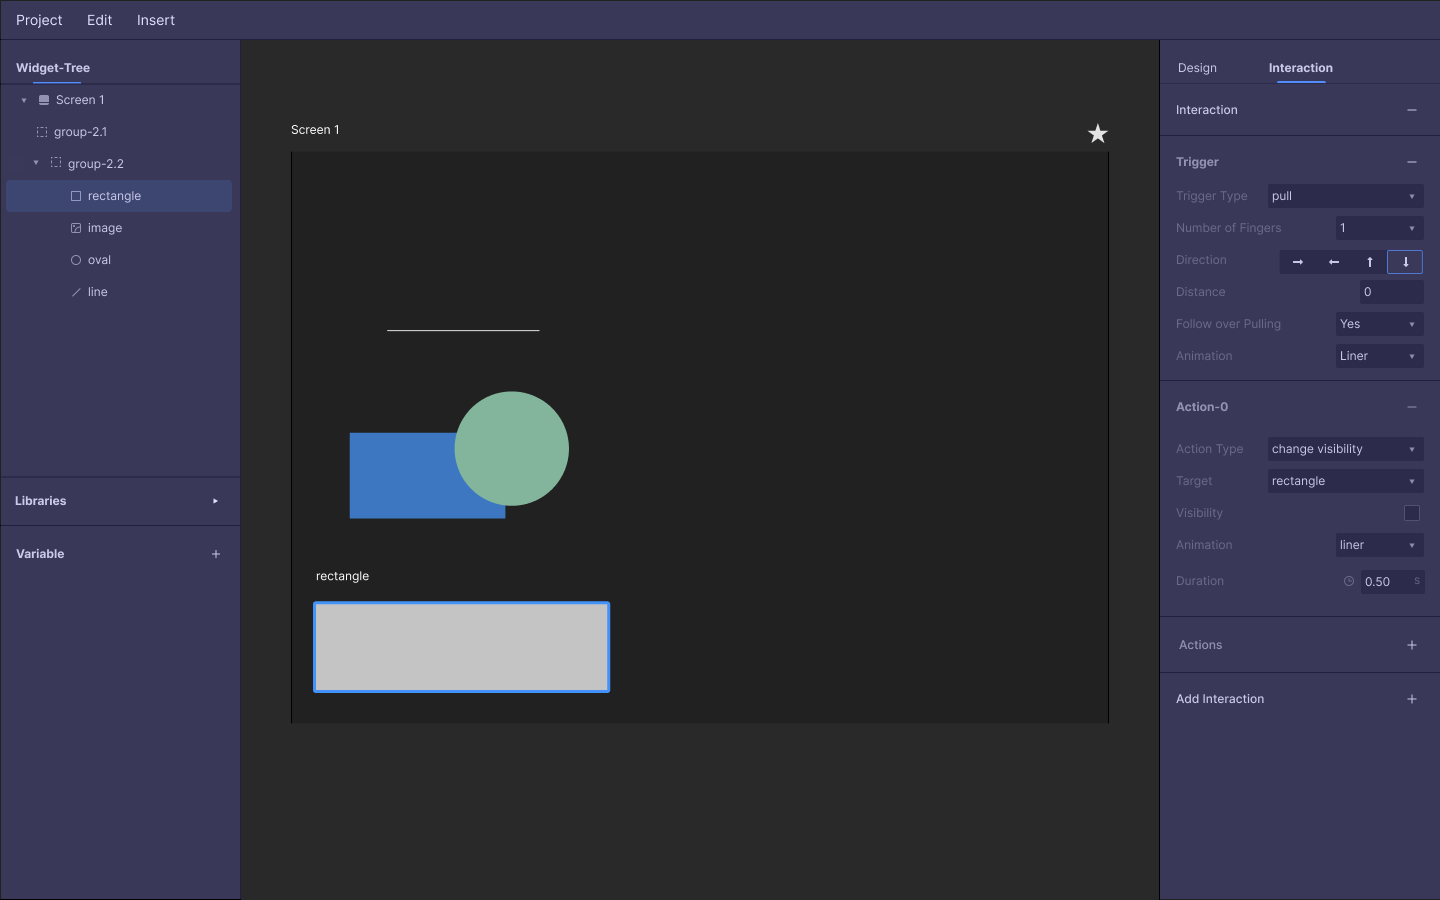 Project Edit Insert
Widget-Tree
Screen 1
group-2.1
group-2.2
rectangle
image
oval
line
Libraries
Variable
Screen 1
rectangle
Design Interaction
Interaction
Trigger
Trigger Type pull
Number of Fingers 1
Direction
Distance 0
Follow over Pulling Yes
Animation Liner
Action-0
Action Type change visibility
Target rectangle
Visibility
Animation liner
Duration 0.50 S
Actions
Add Interaction